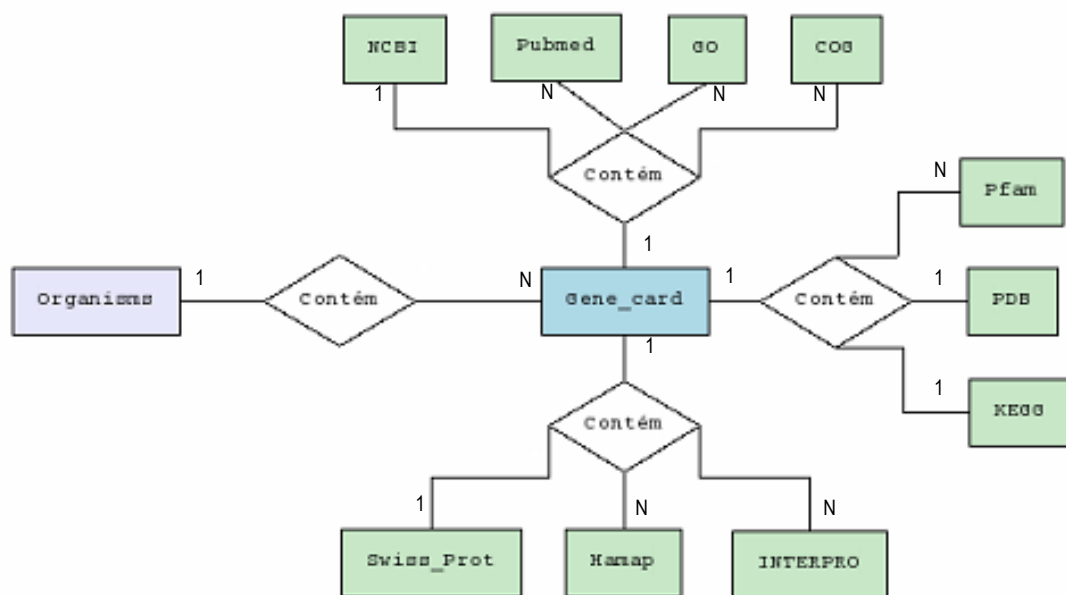 NCBI
Pubmed
GO
COG
1
N
N
N
Contém
N
Pfam
1
Organisms
1
Contém
N
Gene_card
1
Contém
1
PDB
1
1
KEGG
Contém
1
N
N
Swiss_Prot
Hamap
INTERPRO